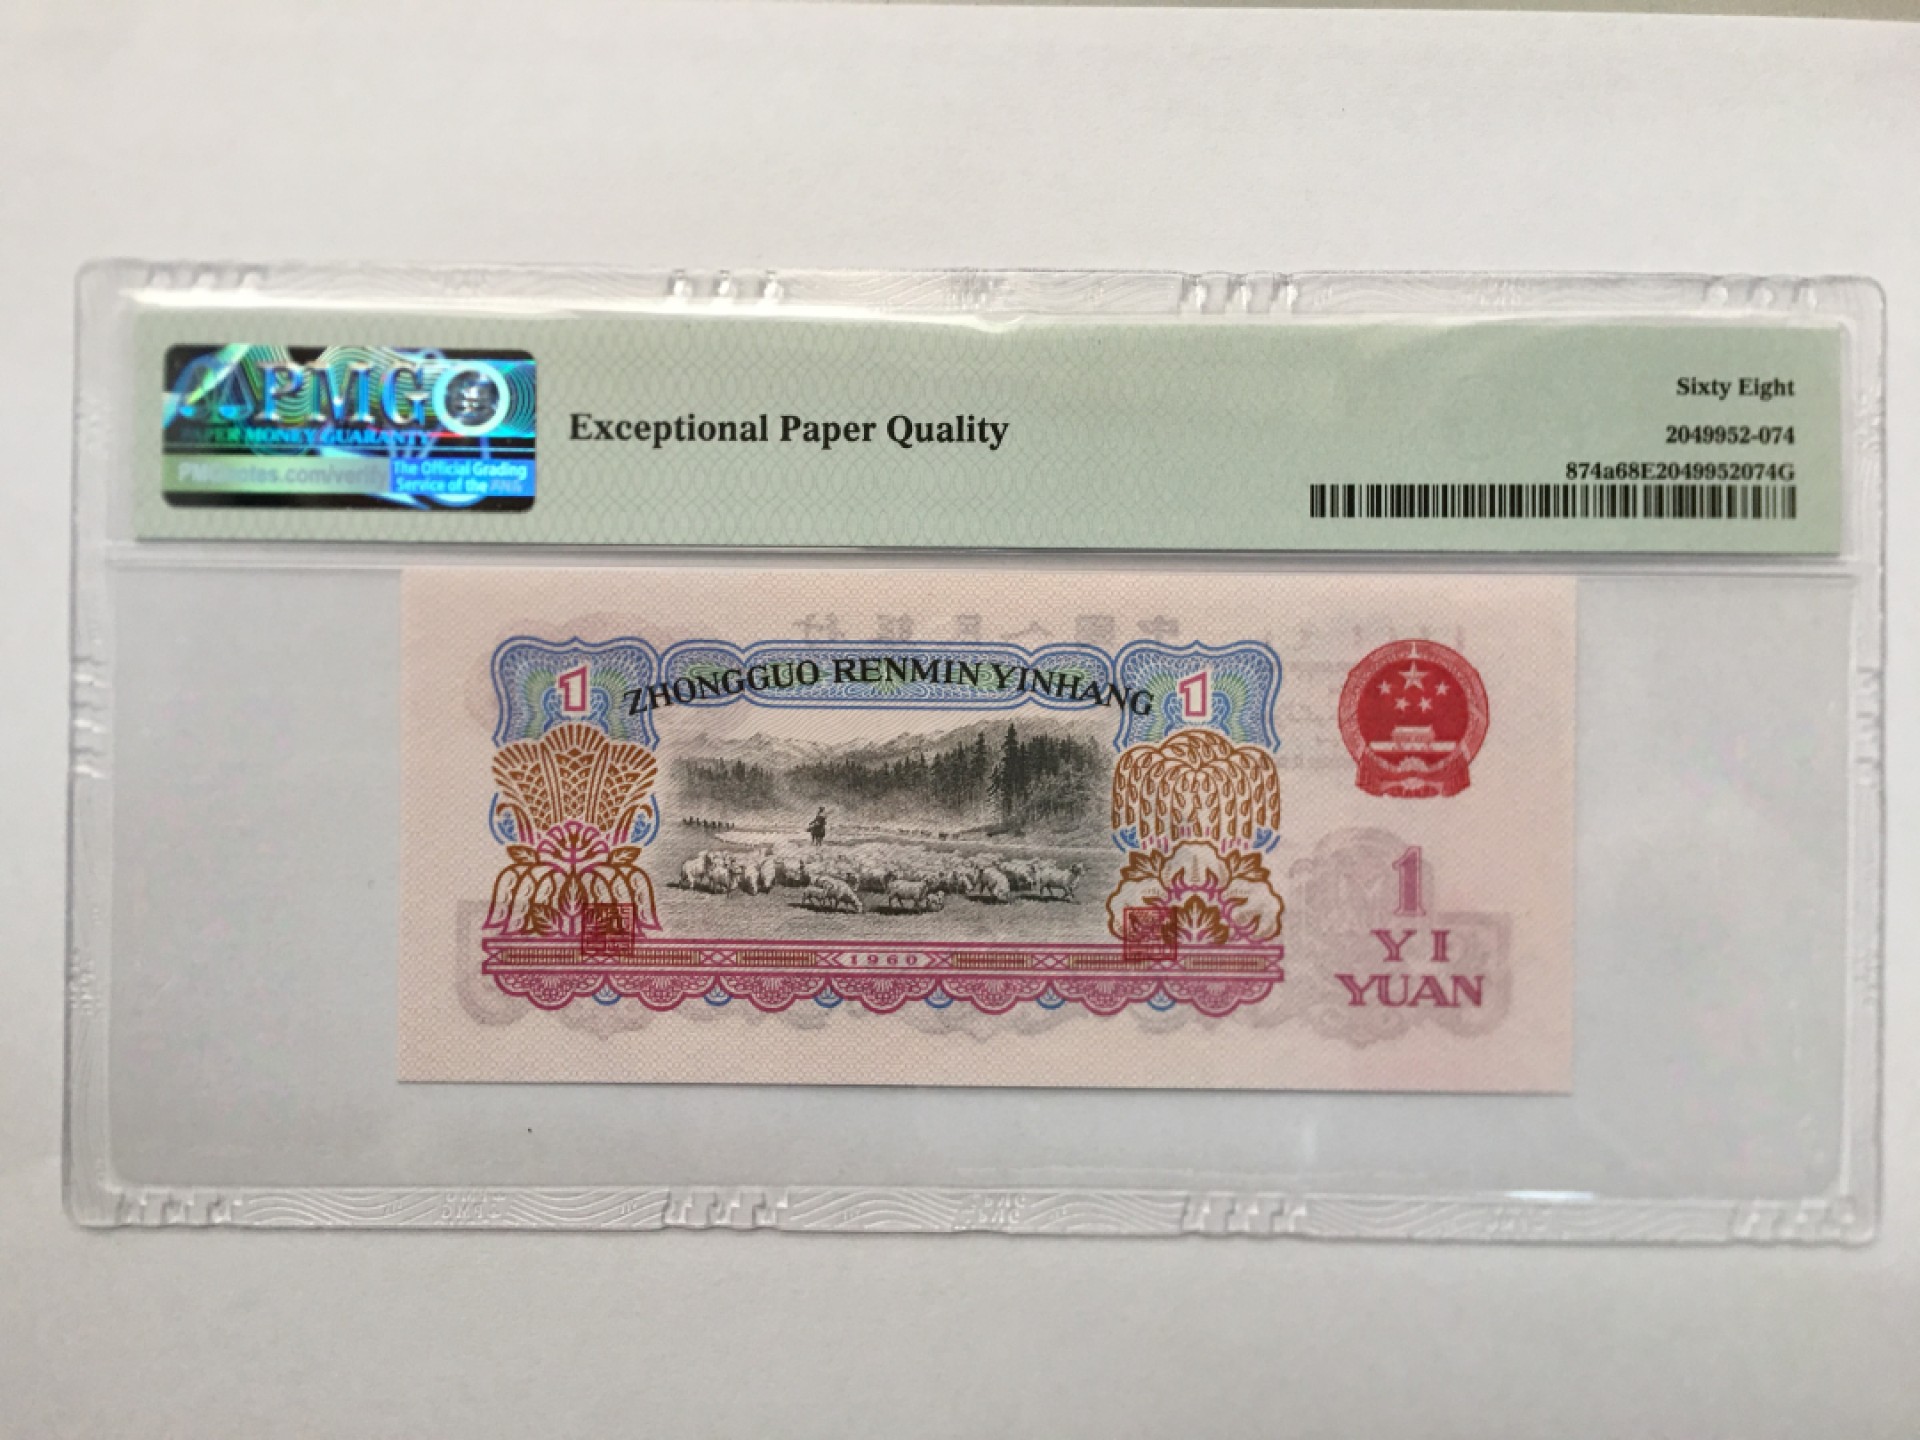 PMG
PAPER MONEY GUARANTY
PMGnotes.com/verify
The Official Grading
Service of the ANA
Exceptional Paper Quality
Sixty Eight
2049952-074
874a68E2049952074G
1
ZHONGGUO RENMIN YINHANG
1
1960
1
YI
YUAN